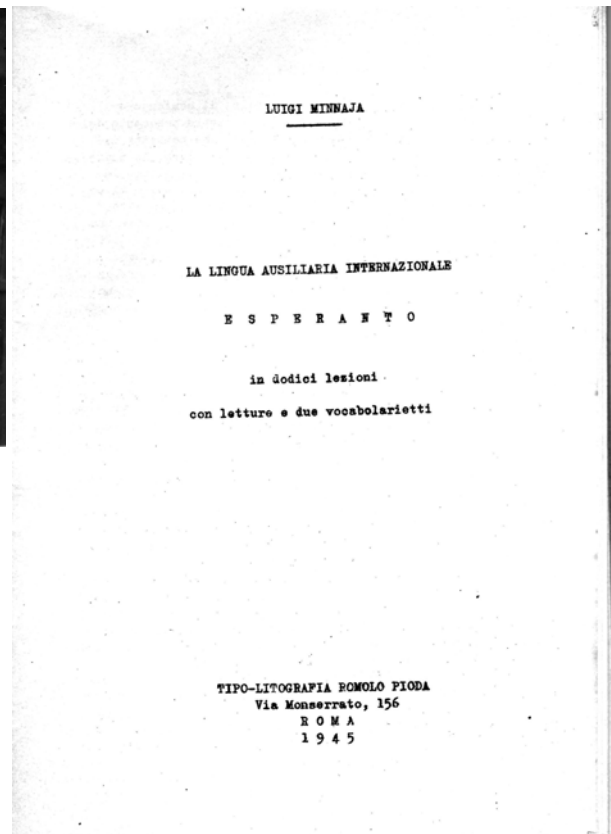 LUIGI MINNAJA
LA LINGUA AUSILIARIA INTERNAZIONALE
E S P E R A N T O
in dodici lezioni
con letture e due vocabolarietti
TIPO-LITOGRAFIA ROMOLO PIODA
Via Monserrato, 156
R O M A
1 9 4 5